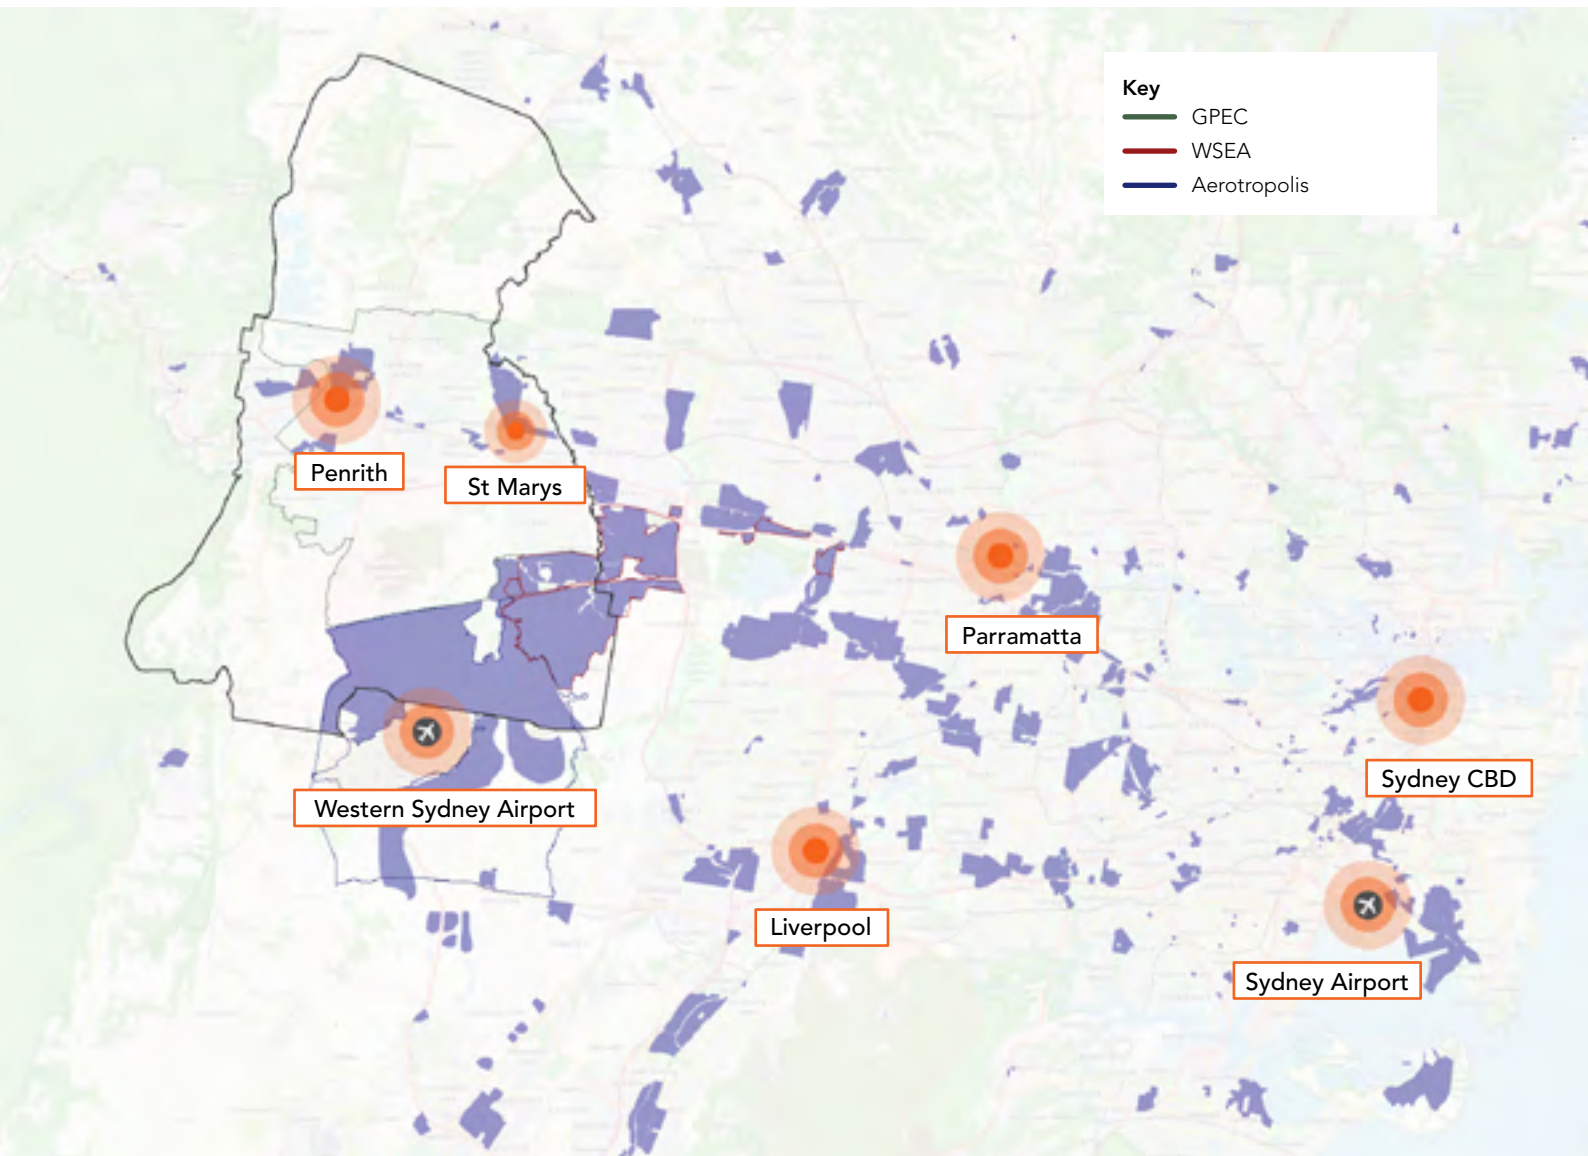 Key
GPEC
WSEA
Aerotropolis
Penrith
St Marys
Parramatta
Sydney CBD
Western Sydney Airport
Liverpool
Sydney Airport